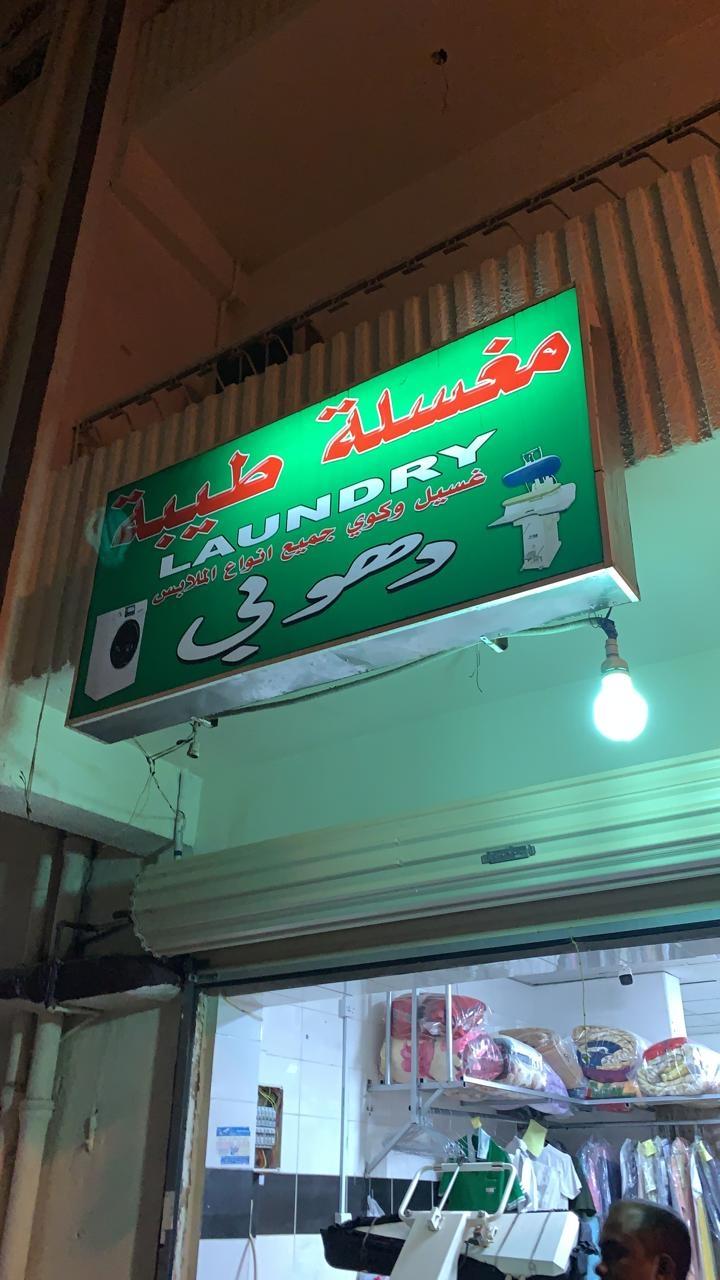 مغسلة طيبة
LAUNDRY
غسيل وكوي جميع انواع الملابس
دهوبي